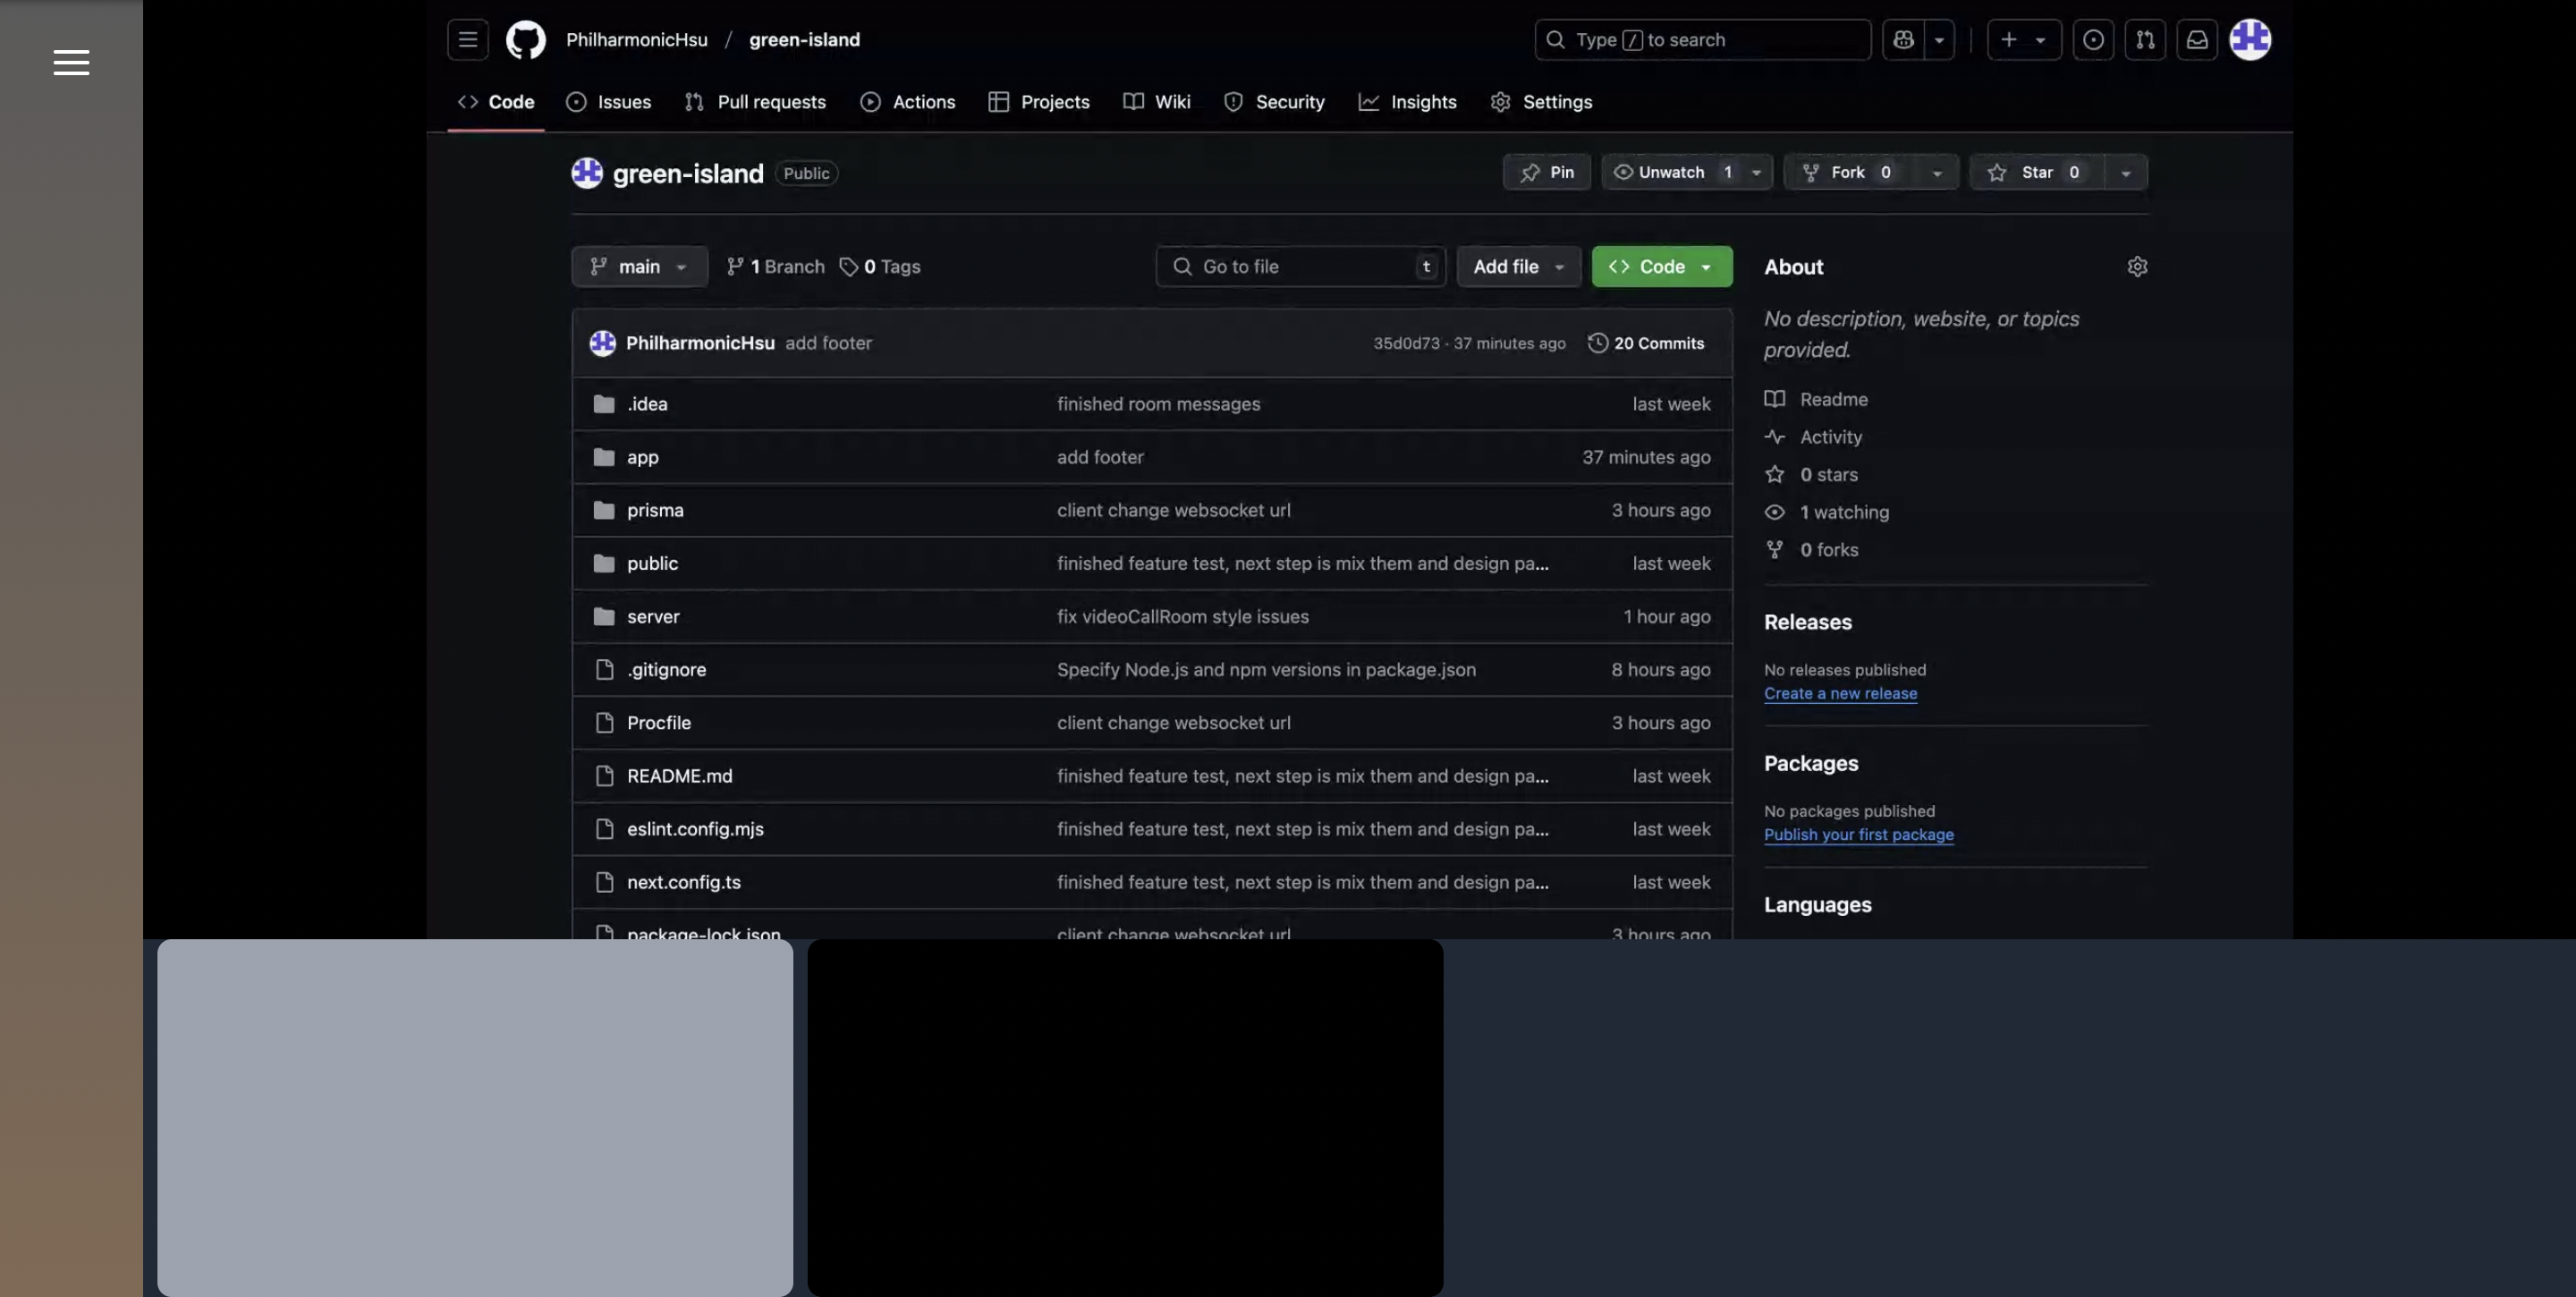 PhilharmonicHsu / green-island
Type / to search
Code Issues Pull requests Actions Projects Wiki Security Insights Settings
green-island Public
Pin Unwatch 1 Fork 0 Star 0
main 1 Branch 0 Tags
Go to file t Add file Code
PhilharmonicHsu add footer 35d0d73 · 37 minutes ago 20 Commits
.idea finished room messages last week
app add footer 37 minutes ago
prisma client change websocket url 3 hours ago
public finished feature test, next step is mix them and design pa... last week
server fix videoCallRoom style issues 1 hour ago
.gitignore Specify Node.js and npm versions in package.json 8 hours ago
Procfile client change websocket url 3 hours ago
README.md finished feature test, next step is mix them and design pa... last week
eslint.config.mjs finished feature test, next step is mix them and design pa... last week
next.config.ts finished feature test, next step is mix them and design pa... last week
package-lock.json client change websocket url 3 hours ago
About
No description, website, or topics
provided.
Readme
Activity
0 stars
1 watching
0 forks
Releases
No releases published
Create a new release
Packages
No packages published
Publish your first package
Languages